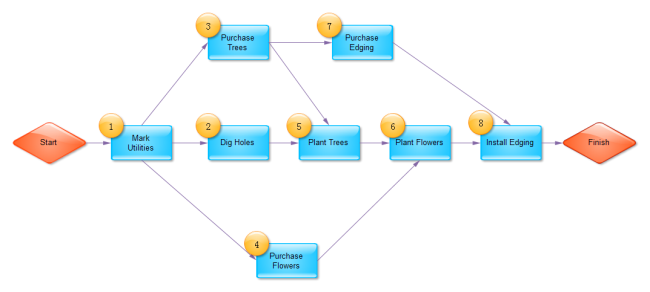 3
Purchase
Trees
7
Purchase
Edging
Start
1
Mark
Utilities
2
Dig Holes
5
Plant Trees
6
Plant Flowers
8
Install Edging
Finish
4
Purchase
Flowers